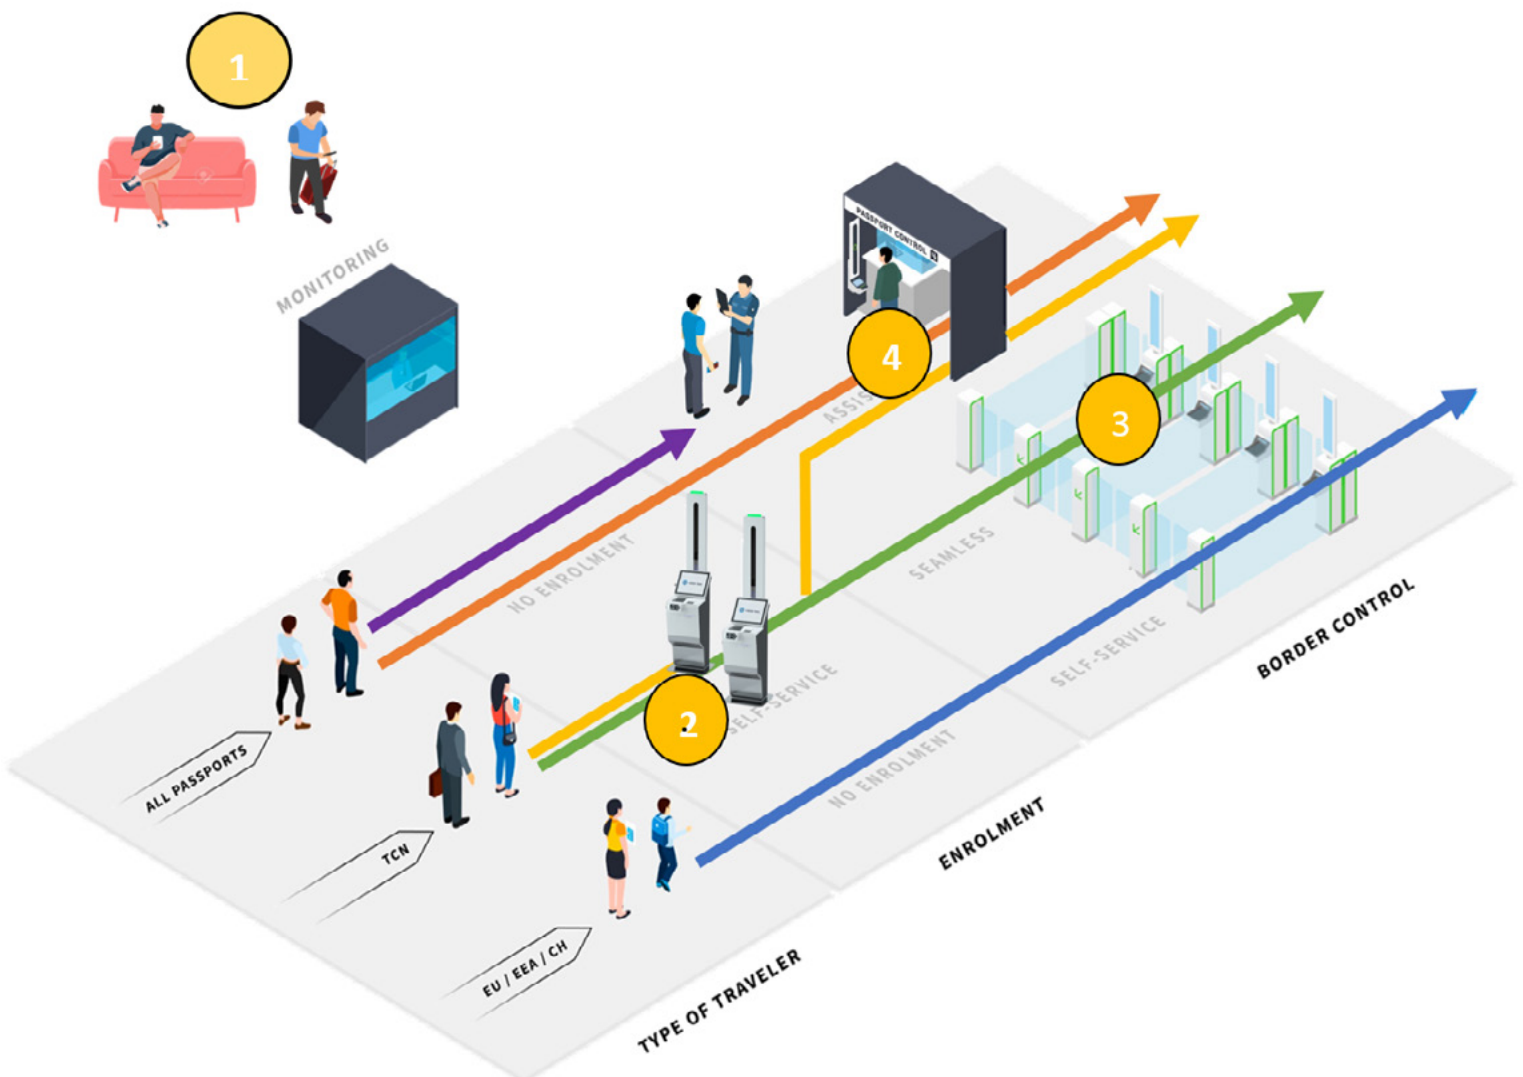 1
MONITORING
PASSPORT CONTROL
4
ASSIS
3
NO ENROLMENT
SEAMLESS
2
SELF-SERVICE
SELF-SERVICE
NO ENROLMENT
BORDER CONTROL
ENROLMENT
TYPE OF TRAVELER
ALL PASSPORTS
TCN
EU / EEA / CH